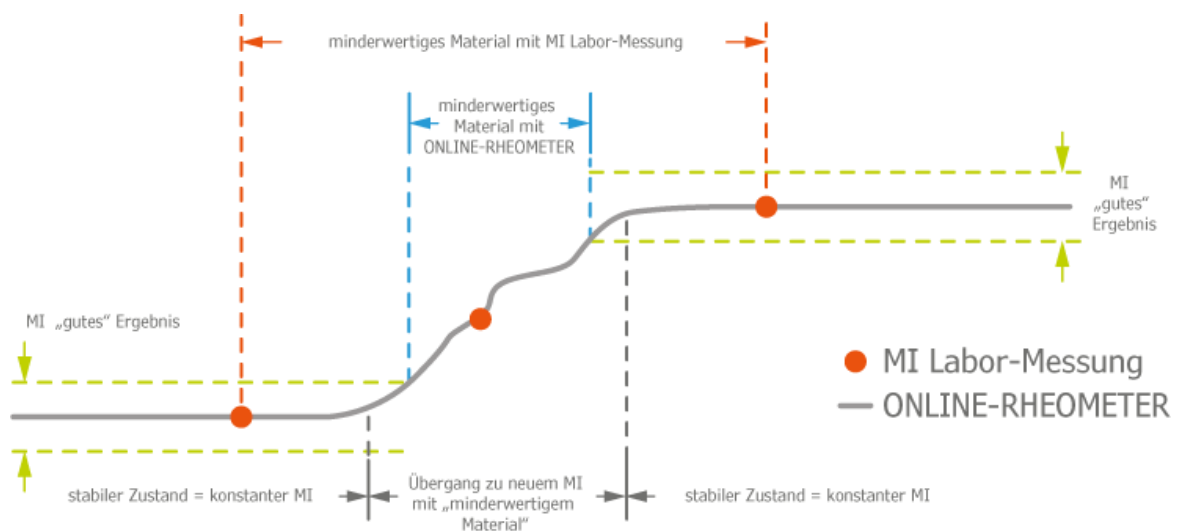 minderwertiges Material mit MI Labor-Messung
minderwertiges
Material mit
ONLINE-RHEOMETER
MI
„gutes“
Ergebnis
MI „gutes“ Ergebnis
MI Labor-Messung
ONLINE-RHEOMETER
stabiler Zustand = konstanter MI
Übergang zu neuem MI
mit „minderwertigem
Material“
stabiler Zustand = konstanter MI